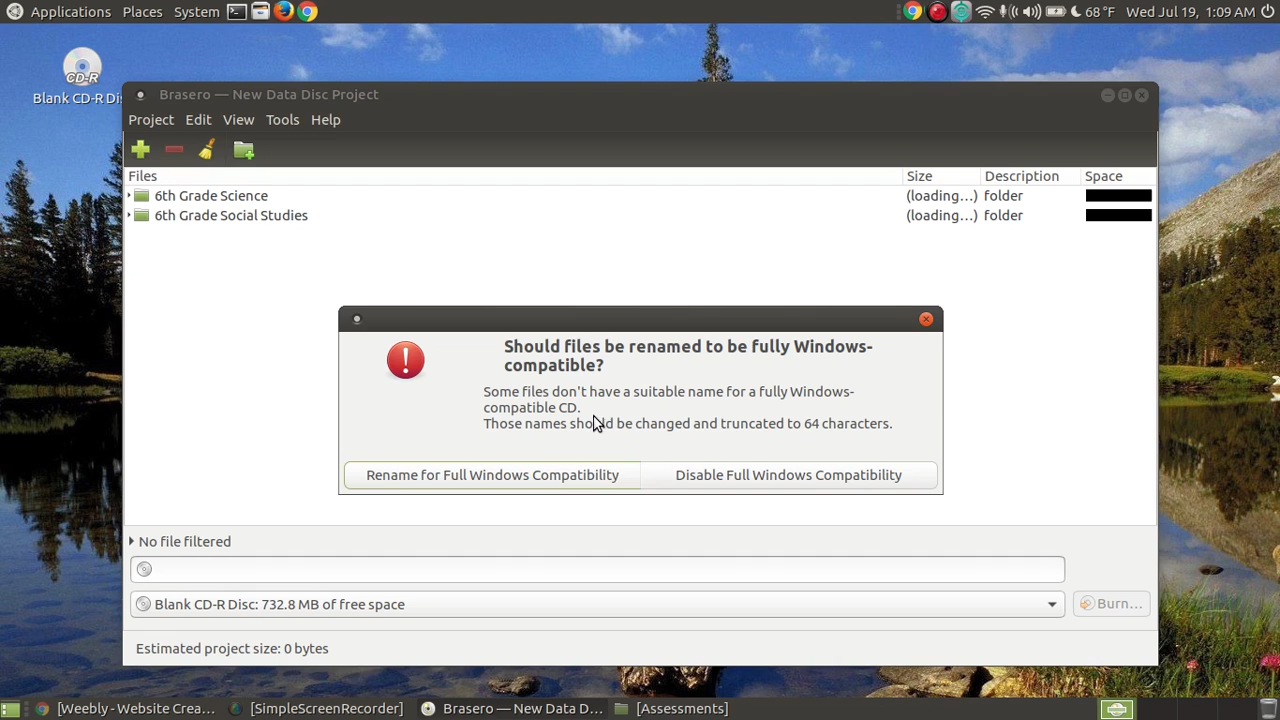 Applications Places System 68 °F Wed Jul 19, 1:09 AM
CD-R
Blank CD-R Di
Brasero — New Data Disc Project
Project Edit View Tools Help
Files Size Description Space
6th Grade Science (loading...) folder
6th Grade Social Studies (loading...) folder
Should files be renamed to be fully Windows-
compatible?
Some files don't have a suitable name for a fully Windows-
compatible CD.
Those names should be changed and truncated to 64 characters.
Rename for Full Windows Compatibility Disable Full Windows Compatibility
No file filtered
Blank CD-R Disc: 732.8 MB of free space Burn...
Estimated project size: 0 bytes
[Weebly - Website Crea... [SimpleScreenRecorder] Brasero — New Data D... [Assessments]